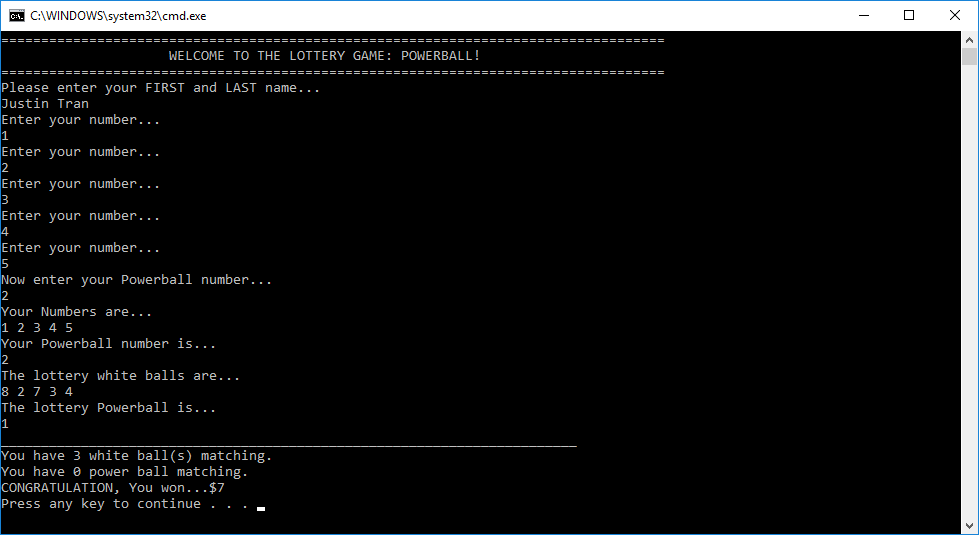 C:\WINDOWS\system32\cmd.exe
===================================================================================
WELCOME TO THE LOTTERY GAME: POWERBALL!
===================================================================================
Please enter your FIRST and LAST name...
Justin Tran
Enter your number...
1
Enter your number...
2
Enter your number...
3
Enter your number...
4
Enter your number...
5
Now enter your Powerball number...
2
Your Numbers are...
1 2 3 4 5
Your Powerball number is...
2
The lottery white balls are...
8 2 7 3 4
The lottery Powerball is...
1
________________________________________________________________________
You have 3 white ball(s) matching.
You have 0 power ball matching.
CONGRATULATION, You won...$7
Press any key to continue . . .